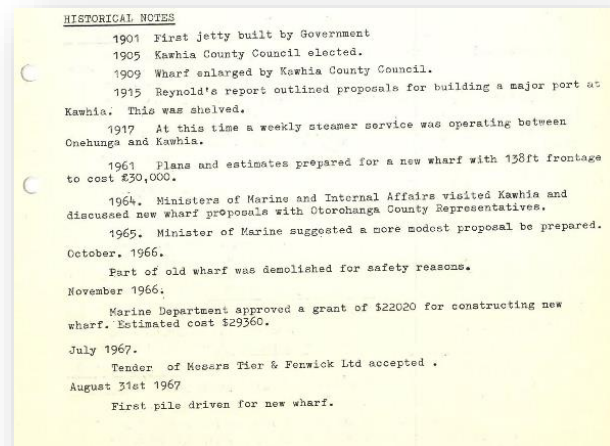 HISTORICAL NOTES
1901 First jetty built by Government
1905 Kawhia County Council elected.
1909 Wharf enlarged by Kawhia County Council.
1915 Reynold's report outlined proposals for building a major port at
Kawhia. This was shelved.
1917 At this time a weekly steamer service was operating between
Onehunga and Kawhia.
1961 Plans and estimates prepared for a new wharf with 138ft frontage
to cost £30,000.
1964. Ministers of Marine and Internal Affairs visited Kawhia and
discussed new wharf proposals with Otorohanga County Representatives.
1965. Minister of Marine suggested a more modest proposal be prepared.
October. 1966.
Part of old wharf was demolished for safety reasons.
November 1966.
Marine Department approved a grant of $22020 for constructing new
wharf. Estimated cost $29360.
July 1967.
Tender of Messrs Tier & Fenwick Ltd accepted .
August 31st 1967
First pile driven for new wharf.